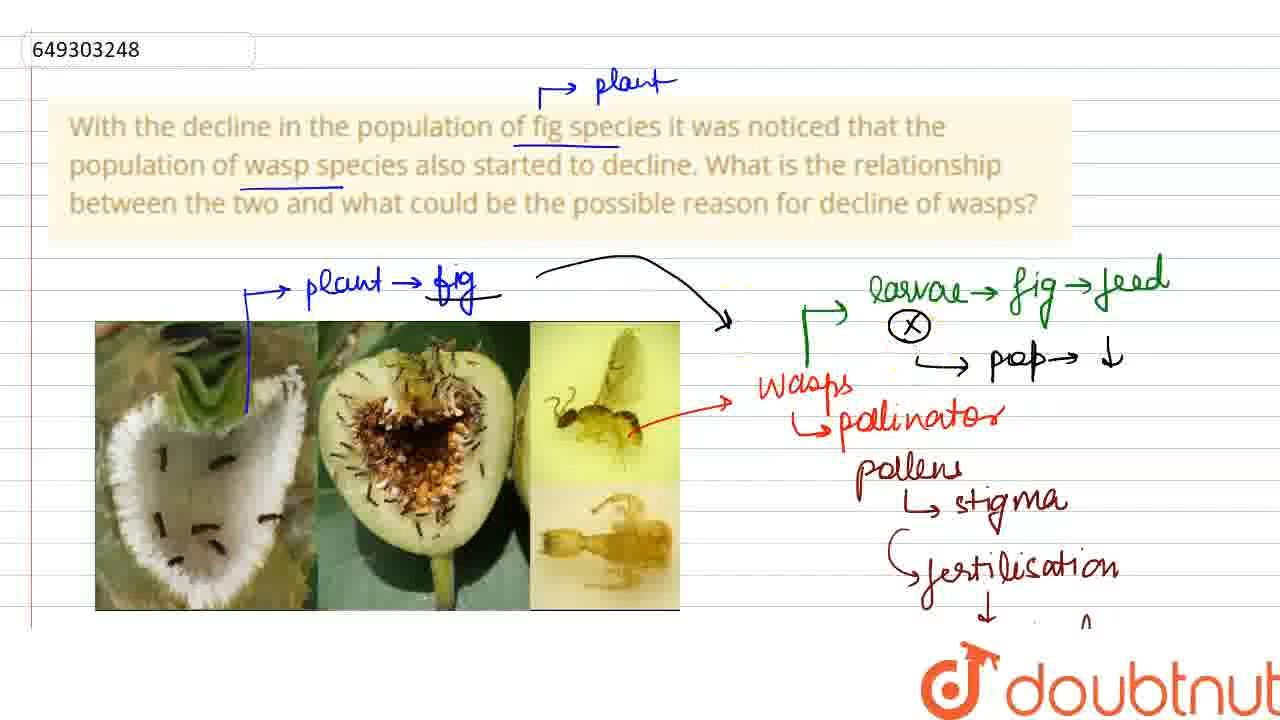 649303248
plant
With the decline in the population of fig species it was noticed that the
population of wasp species also started to decline. What is the relationship
between the two and what could be the possible reason for decline of wasps?
plant → fig
larvae → fig → feed
pop → ↓
wasps
pollinator
pollens
stigma
fertilisation
doubtnut